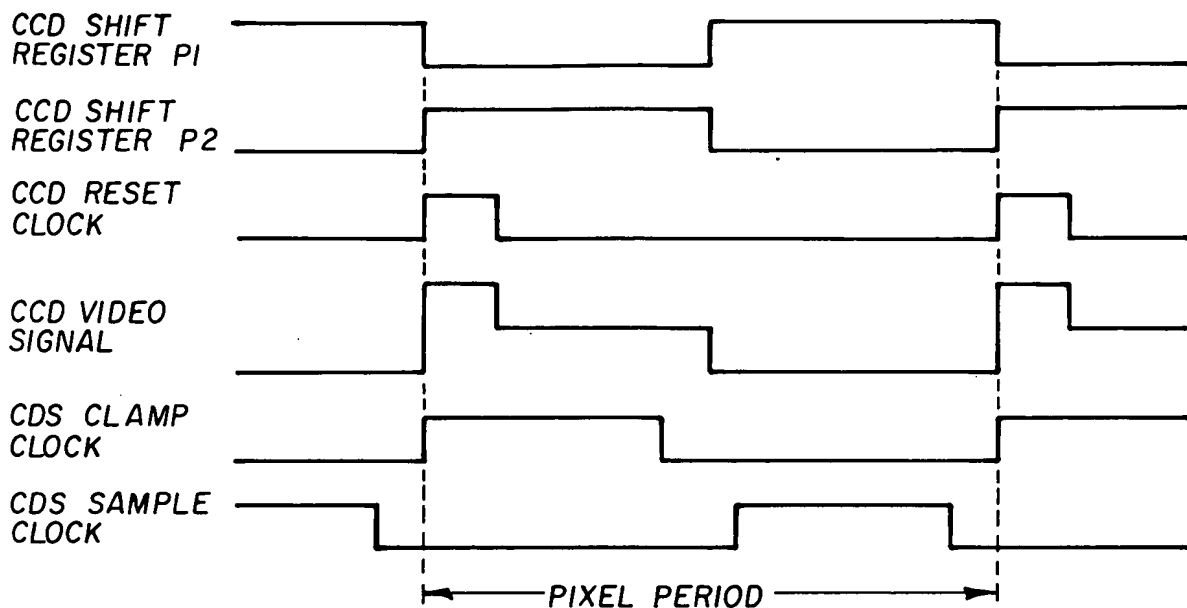 CCD SHIFT
REGISTER P1
CCD SHIFT
REGISTER P2
CCD RESET
CLOCK
CCD VIDEO
SIGNAL
CDS CLAMP
CLOCK
CDS SAMPLE
CLOCK
PIXEL PERIOD